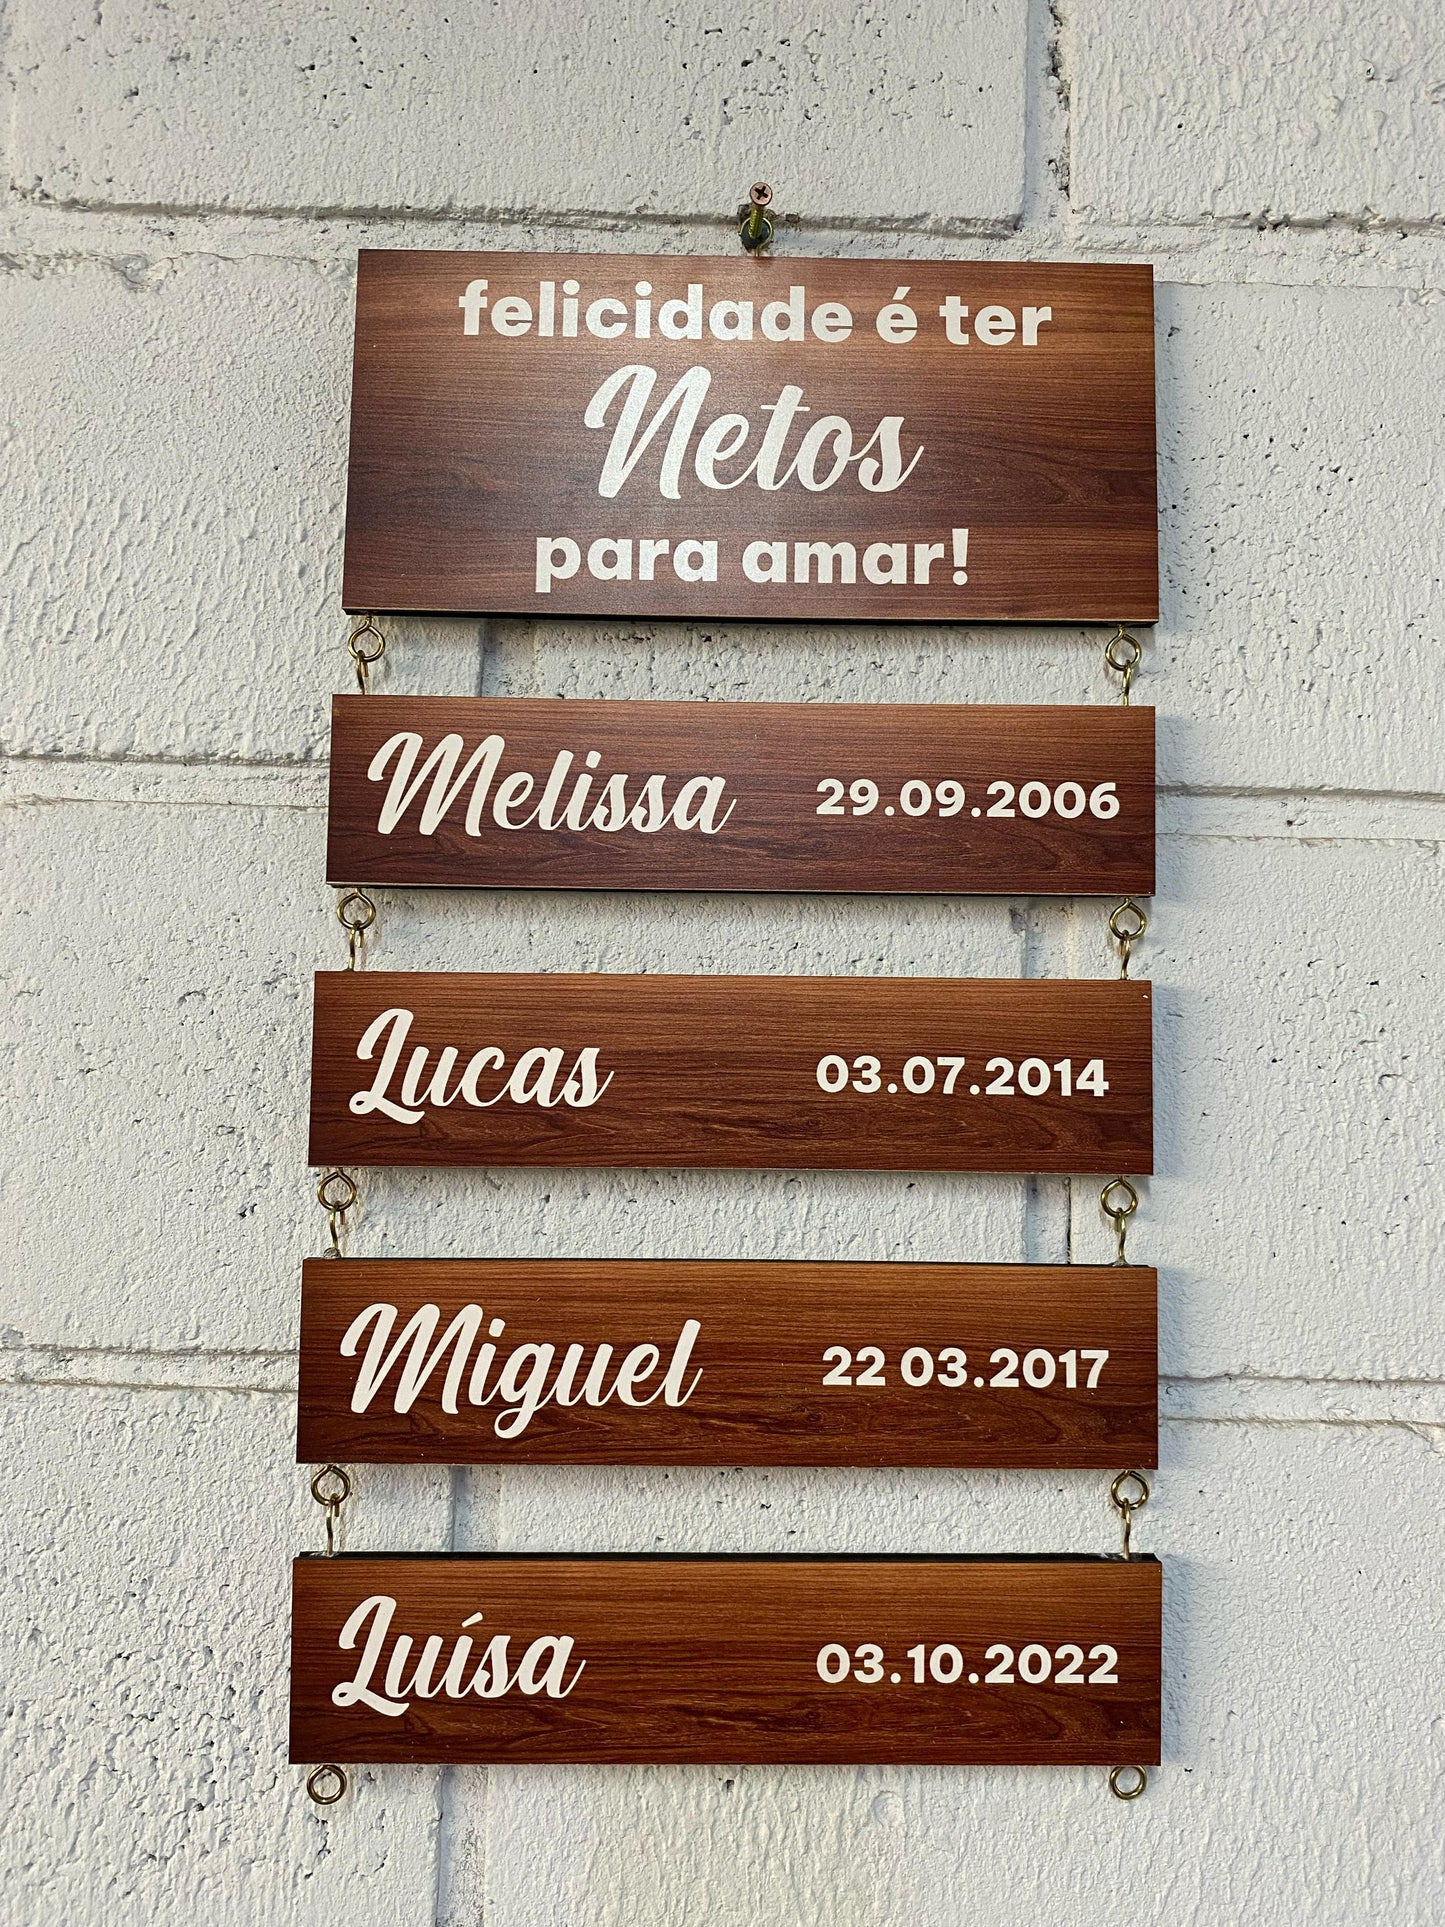 felicidade é ter
Netos
para amar!
Melissa 29.09.2006
Lucas 03.07.2014
Miguel 22 03.2017
Luísa 03.10.2022